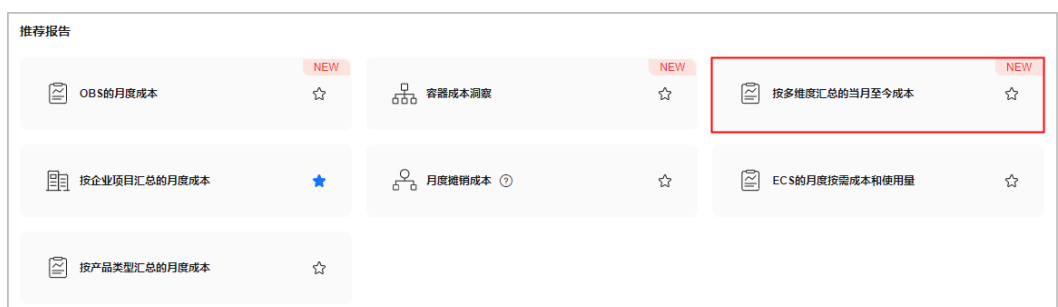 推荐报告
NEW
OBS的月度成本
NEW
容器成本洞察
NEW
按多维度汇总的当月至今成本
按企业项目汇总的月度成本
月度摊销成本 ?
ECS的月度按需成本和使用量
按产品类型汇总的月度成本